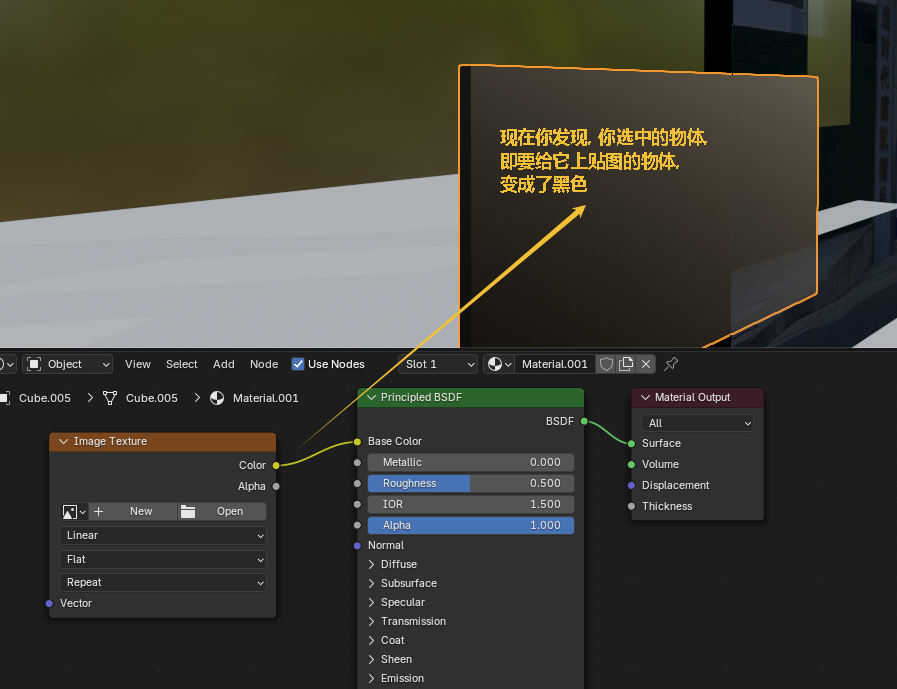 现在你发现, 你选中的物体,
即要给它上贴图的物体,
变成了黑色
Object View Select Add Node Use Nodes Slot 1 Material.001
Cube.005 Cube.005 Material.001
Image Texture
Color
Alpha
New Open
Linear
Flat
Repeat
Vector
Principled BSDF
BSDF
Base Color
Metallic 0.000
Roughness 0.500
IOR 1.500
Alpha 1.000
Normal
Diffuse
Subsurface
Specular
Transmission
Coat
Sheen
Emission
Material Output
All
Surface
Volume
Displacement
Thickness